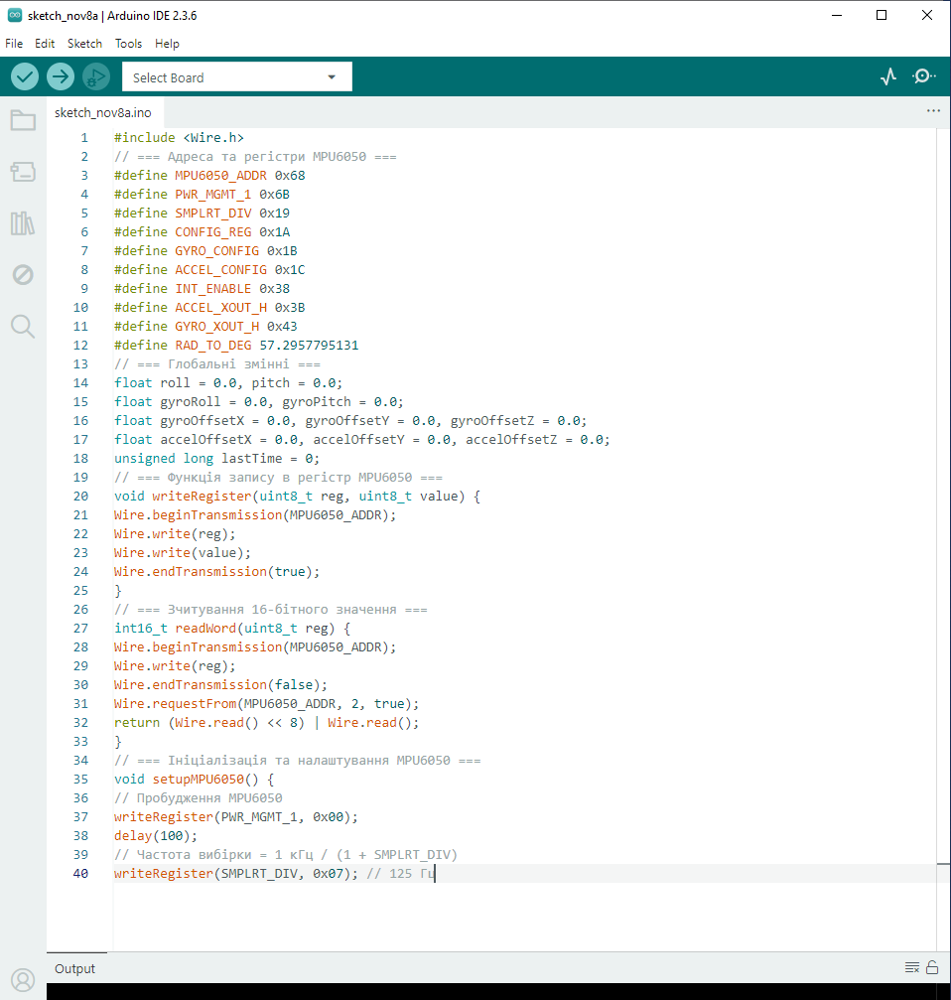 sketch_nov8a | Arduino IDE 2.3.6
File Edit Sketch Tools Help
Select Board
sketch_nov8a.ino
1 #include <Wire.h>
2 // === Адреса та регістри MPU6050 ===
3 #define MPU6050_ADDR 0x68
4 #define PWR_MGMT_1 0x6B
5 #define SMPLRT_DIV 0x19
6 #define CONFIG_REG 0x1A
7 #define GYRO_CONFIG 0x1B
8 #define ACCEL_CONFIG 0x1C
9 #define INT_ENABLE 0x38
10 #define ACCEL_XOUT_H 0x3B
11 #define GYRO_XOUT_H 0x43
12 #define RAD_TO_DEG 57.2957795131
13 // === Глобальні змінні ===
14 float roll = 0.0, pitch = 0.0;
15 float gyroRoll = 0.0, gyroPitch = 0.0;
16 float gyroOffsetX = 0.0, gyroOffsetY = 0.0, gyroOffsetZ = 0.0;
17 float accelOffsetX = 0.0, accelOffsetY = 0.0, accelOffsetZ = 0.0;
18 unsigned long lastTime = 0;
19 // === Функція запису в регістр MPU6050 ===
20 void writeRegister(uint8_t reg, uint8_t value) {
21 Wire.beginTransmission(MPU6050_ADDR);
22 Wire.write(reg);
23 Wire.write(value);
24 Wire.endTransmission(true);
25 }
26 // === Зчитування 16-бітного значення ===
27 int16_t readWord(uint8_t reg) {
28 Wire.beginTransmission(MPU6050_ADDR);
29 Wire.write(reg);
30 Wire.endTransmission(false);
31 Wire.requestFrom(MPU6050_ADDR, 2, true);
32 return (Wire.read() << 8) | Wire.read();
33 }
34 // === Ініціалізація та налаштування MPU6050 ===
35 void setupMPU6050() {
36 // Пробудження MPU6050
37 writeRegister(PWR_MGMT_1, 0x00);
38 delay(100);
39 // Частота вибірки = 1 кГц / (1 + SMPLRT_DIV)
40 writeRegister(SMPLRT_DIV, 0x07); // 125 Гц
Output